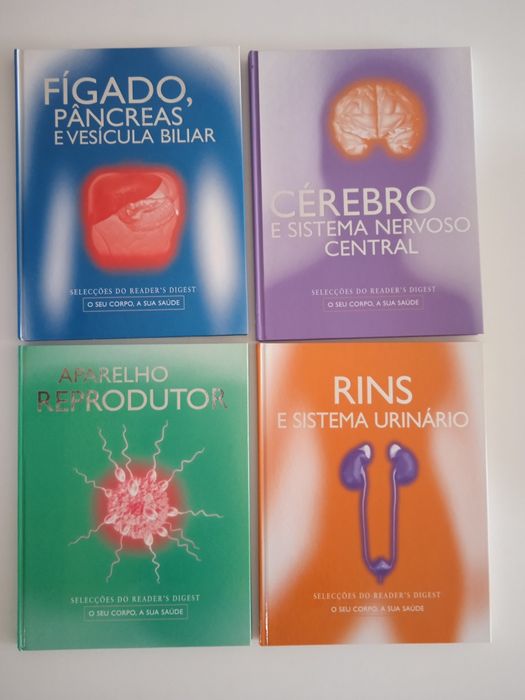 FÍGADO,
PÂNCREAS
E VESÍCULA BILIAR
SELECÇÕES DO READER'S DIGEST
O SEU CORPO, A SUA SAÚDE
CÉREBRO
E SISTEMA NERVOSO
CENTRAL
SELECÇÕES DO READER'S DIGEST
O SEU CORPO, A SUA SAÚDE
APARELHO
REPRODUTOR
SELECÇÕES DO READER'S DIGEST
O SEU CORPO, A SUA SAÚDE
RINS
E SISTEMA URINÁRIO
SELECÇÕES DO READER'S DIGEST
O SEU CORPO, A SUA SAÚDE